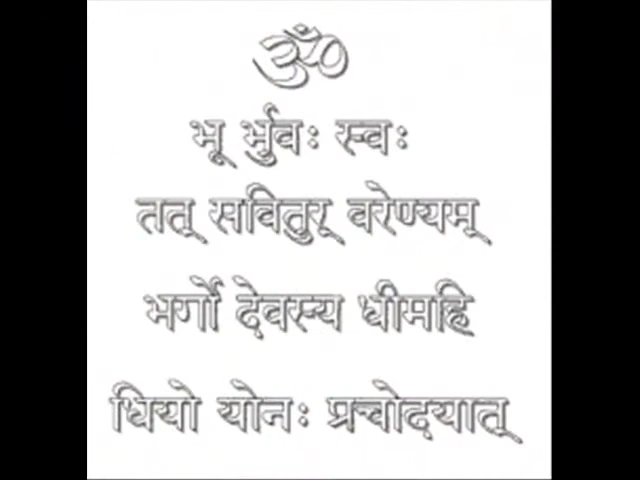 ॐ
भू र्भुवः स्वः
तत् सवितुर् वरेण्यम्
भर्गो देवस्य धीमहि
धियो योनः प्रचोदयात्